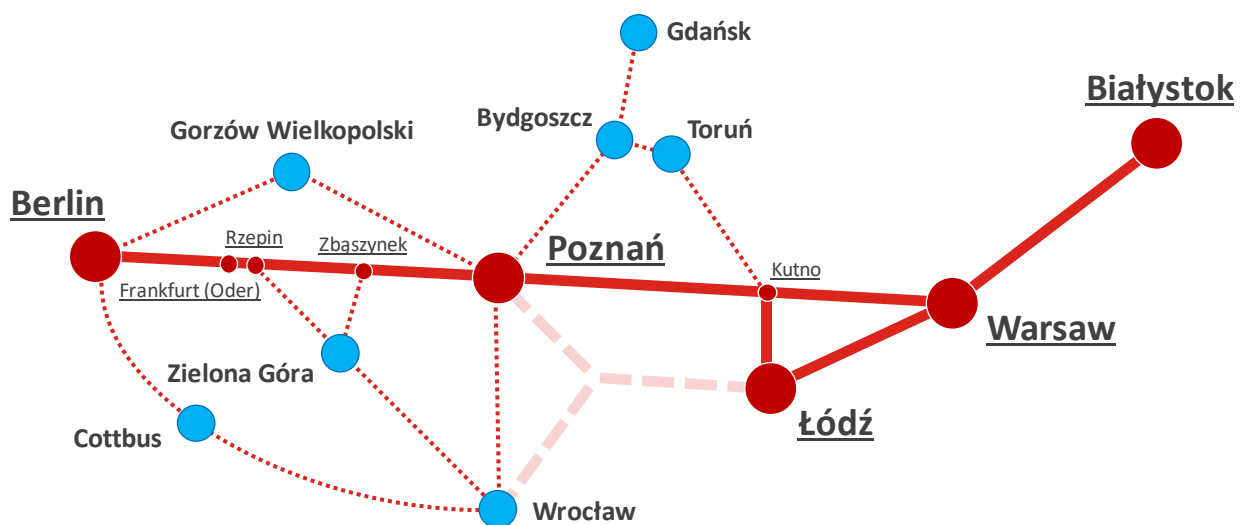 Gdańsk
Białystok
Bydgoszcz
Toruń
Gorzów Wielkopolski
Berlin
Rzepin
Zbąszynek
Poznań
Kutno
Frankfurt (Oder)
Warsaw
Zielona Góra
Łódź
Cottbus
Wrocław